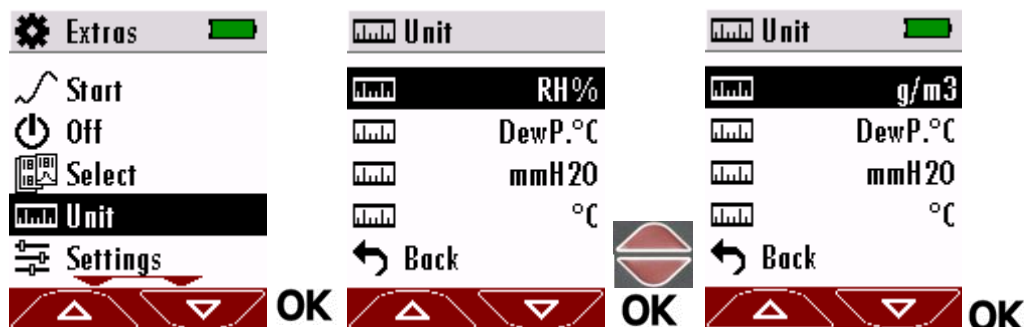 Extras
Start
Off
Select
Unit
Settings
OK
Unit
RH%
DewP.°C
mmH20
°C
Back
OK
Unit
g/m3
DewP.°C
mmH20
°C
Back
OK